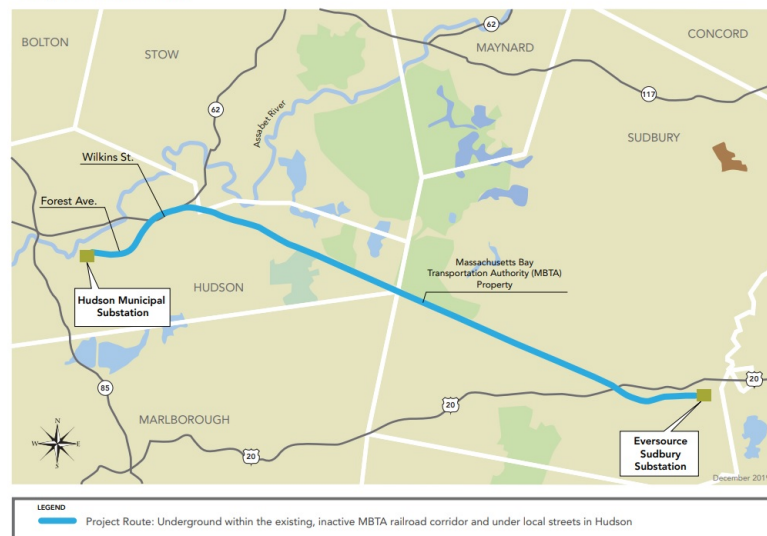 BOLTON
STOW
62
MAYNARD
CONCORD
62
117
Assabet River
SUDBURY
Wilkins St.
Forest Ave.
Massachusetts Bay
Transportation Authority (MBTA)
Property
Hudson Municipal
Substation
HUDSON
85
20
20
20
MARLBOROUGH
N
W
E
S
Eversource
Sudbury
Substation
LEGEND
Project Route: Underground within the existing, inactive MBTA railroad corridor and under local streets in Hudson